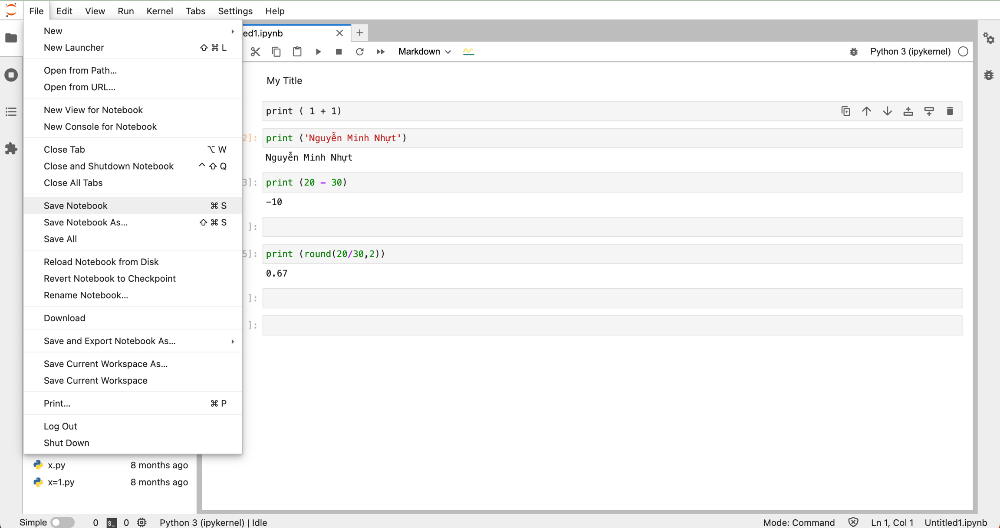 File Edit View Run Kernel Tabs Settings Help
New
New Launcher ⇧ ⌘ L
Open from Path...
Open from URL...
New View for Notebook
New Console for Notebook
Close Tab ⌥ W
Close and Shutdown Notebook ^ ⇧ Q
Close All Tabs
Save Notebook ⌘ S
Save Notebook As... ⇧ ⌘ S
Save All
Reload Notebook from Disk
Revert Notebook to Checkpoint
Rename Notebook...
Download
Save and Export Notebook As...
Save Current Workspace As...
Save Current Workspace
Print... ⌘ P
Log Out
Shut Down
x.py 8 months ago
x=1.py 8 months ago
ed1.ipynb
Markdown Python 3 (ipykernel)
My Title
print ( 1 + 1)
2]: print ('Nguyễn Minh Nhựt')
Nguyễn Minh Nhựt
3]: print (20 - 30)
-10
]:
5]: print (round(20/30,2))
0.67
]:
]:
Simple 0 $_ 0 Python 3 (ipykernel) | Idle Mode: Command Ln 1, Col 1 Untitled1.ipynb